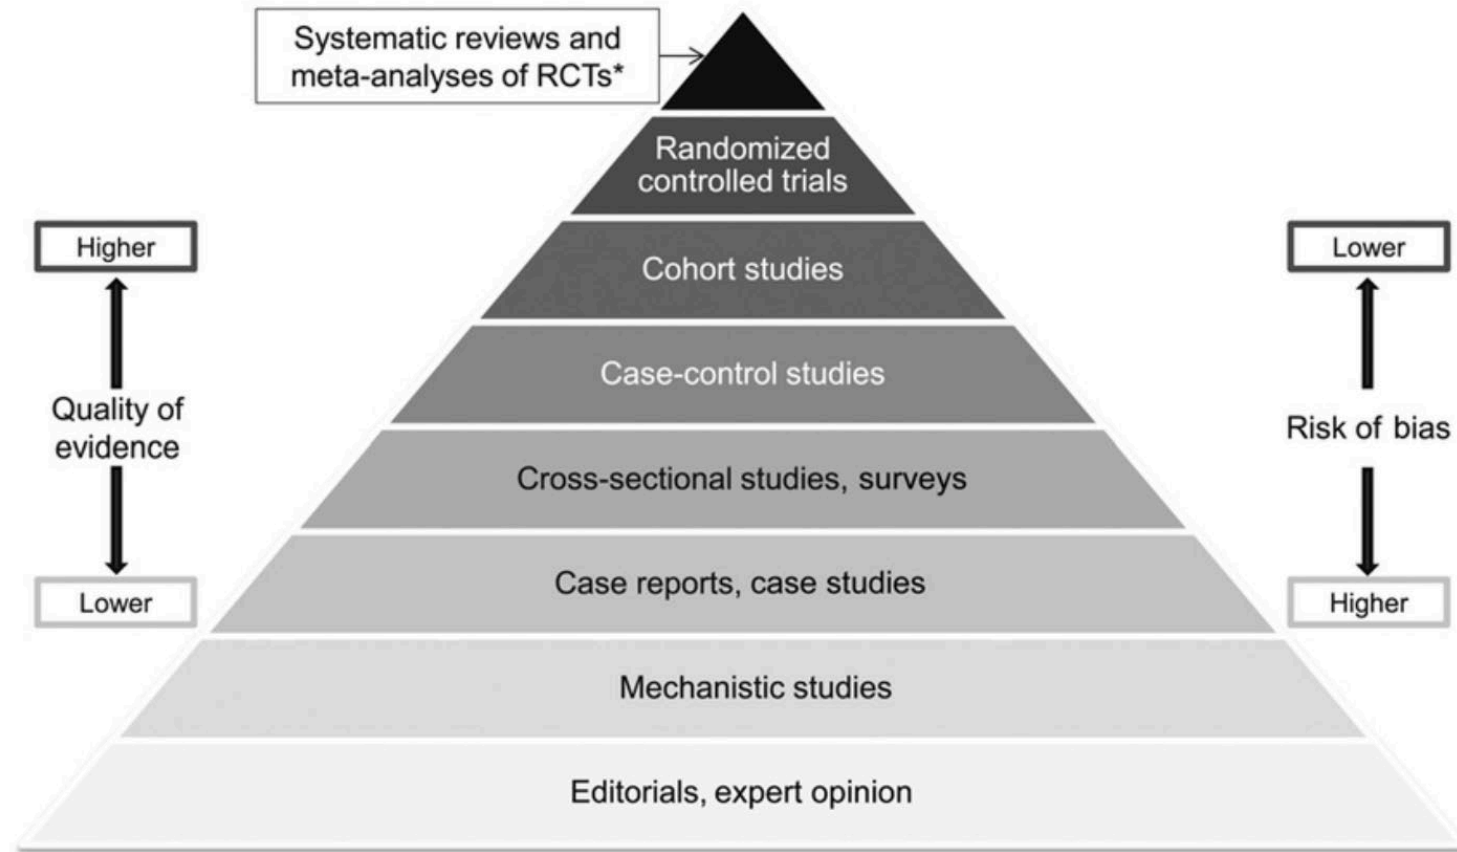 Systematic reviews and
meta-analyses of RCTs*
Randomized
controlled trials
Higher
Lower
Cohort studies
Case-control studies
Quality of
evidence
Risk of bias
Cross-sectional studies, surveys
Case reports, case studies
Lower
Higher
Mechanistic studies
Editorials, expert opinion